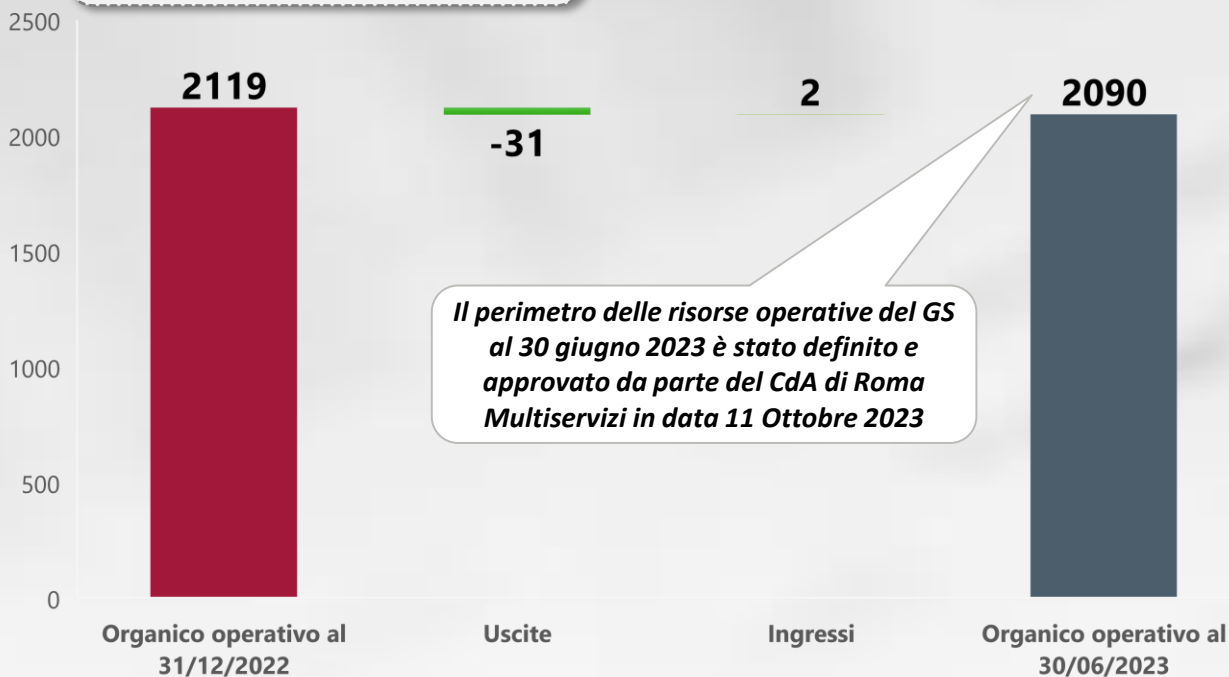 2500
2000
1500
1000
500
0
2119
-31
2
2090
Il perimetro delle risorse operative del GS
al 30 giugno 2023 è stato definito e
approvato da parte del CdA di Roma
Multiservizi in data 11 Ottobre 2023
Organico operativo al
31/12/2022
Uscite
Ingressi
Organico operativo al
30/06/2023